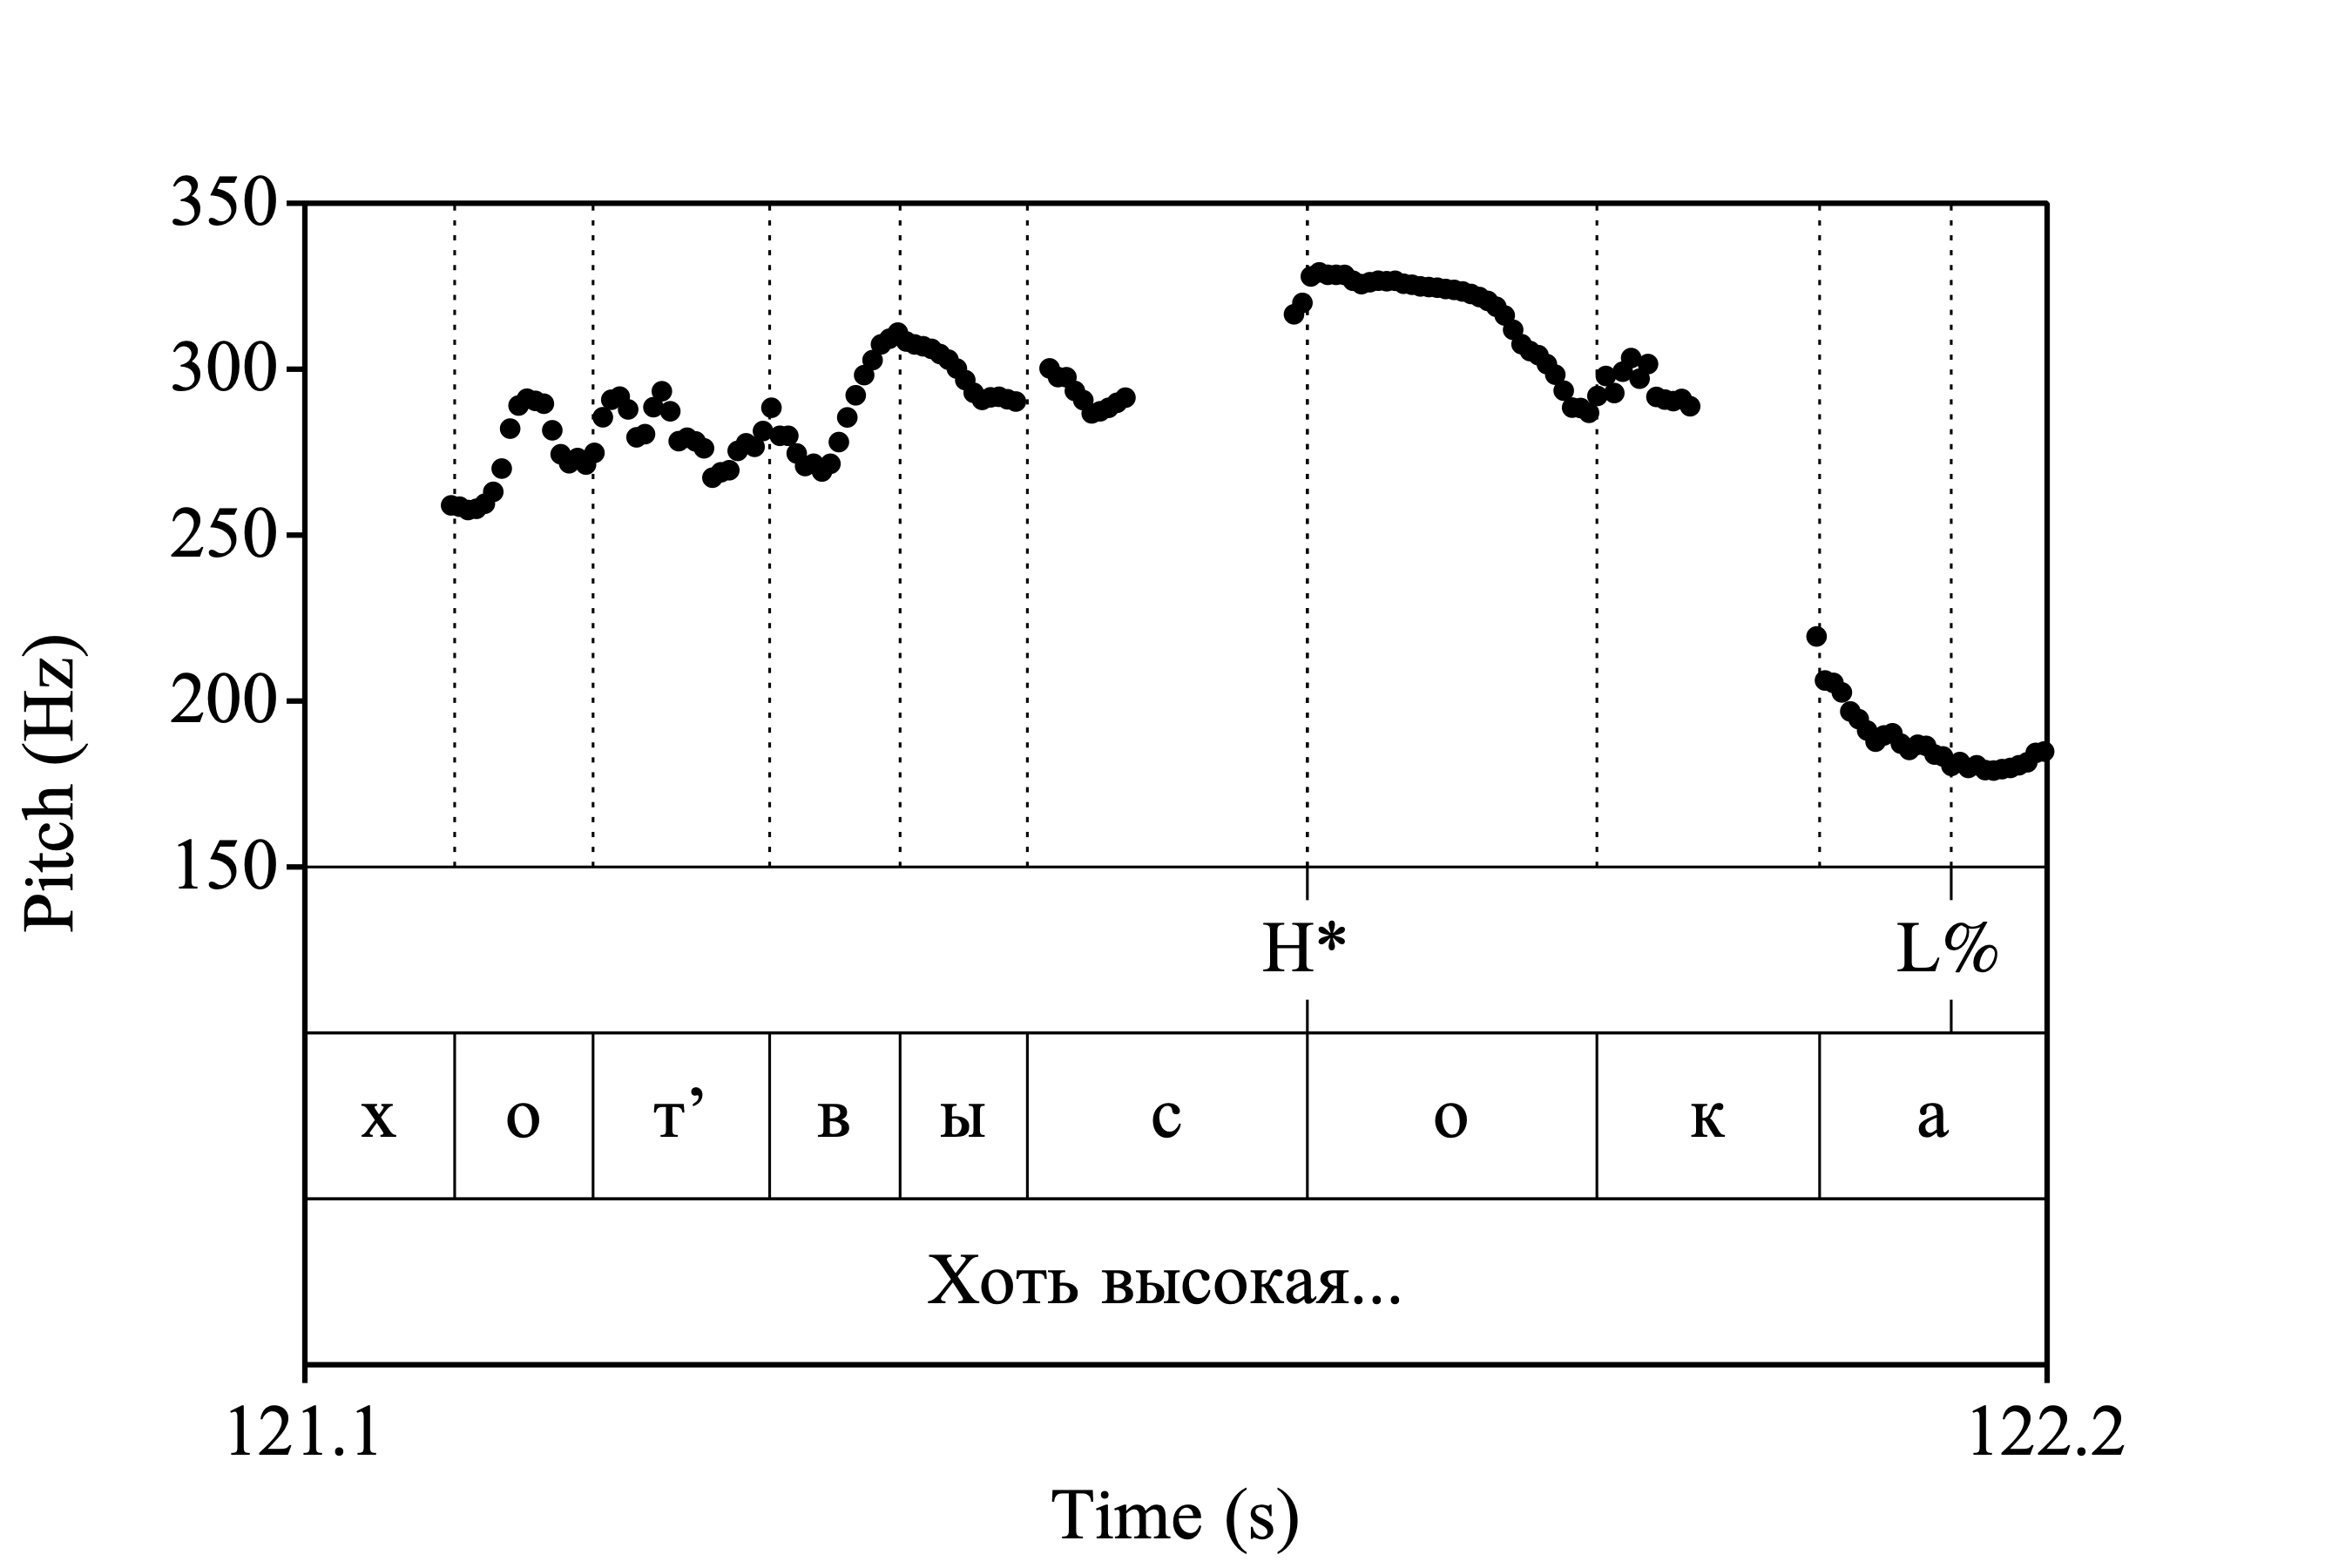 350
300
250
200
150
Pitch (Hz)
H* L%
х о т’ в ы с о к а
Хоть высокая...
121.1 122.2
Time (s)